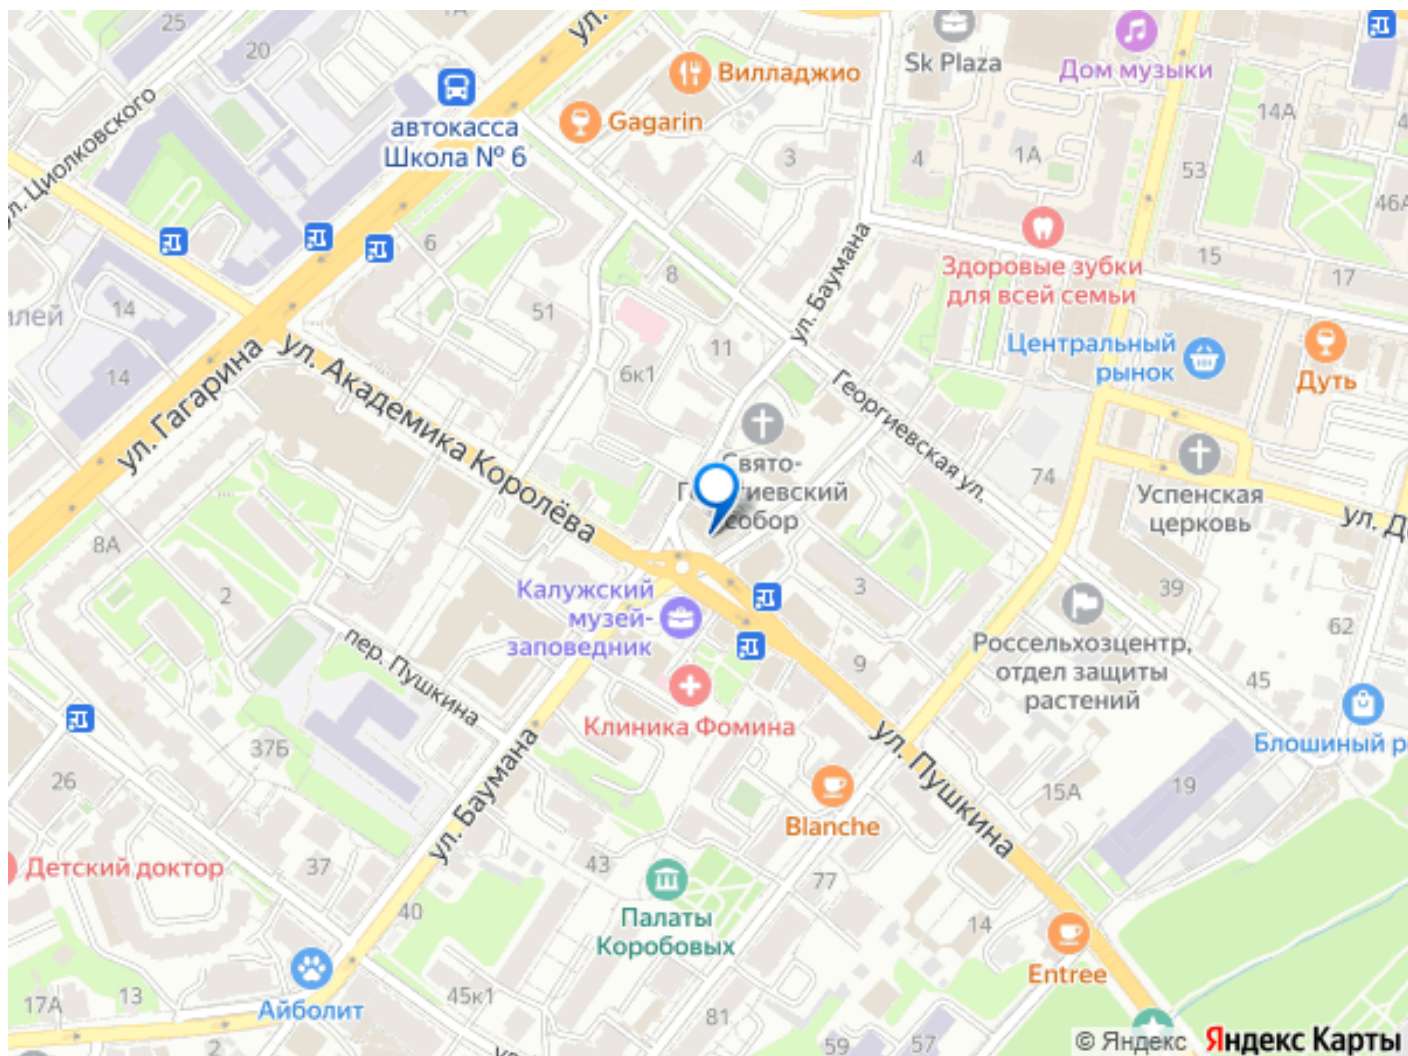 25
20
1А
ул.
Вилладжио
Sk Plaza
Дом музыки
ул. Циолковского
автокасса
Школа № 6
Gagarin
3
4
1А
14А
53
46А
6
8
51
ул. Баумана
Здоровые зубки
для всей семьи
15
17
14
14
11
6к1
Центральный
рынок
Дуть
ул. Гагарина
ул. Академика Королёва
Георгиевская ул.
Свято-
собор
74
Успенская
церковь
8А
2
Калужский
музей-
заповедник
3
39
62
Россельхозцентр,
отдел защиты
растений
пер. Пушкина
9
45
Клиника Фомина
ул. Пушкина
37Б
26
ул. Баумана
19
15А
Blanche
Детский доктор
37
43
77
40
Палаты
Коробовых
14
Entree
Айболит
17А
13
45к1
81
2
59
57
© Яндекс Яндекс Карты